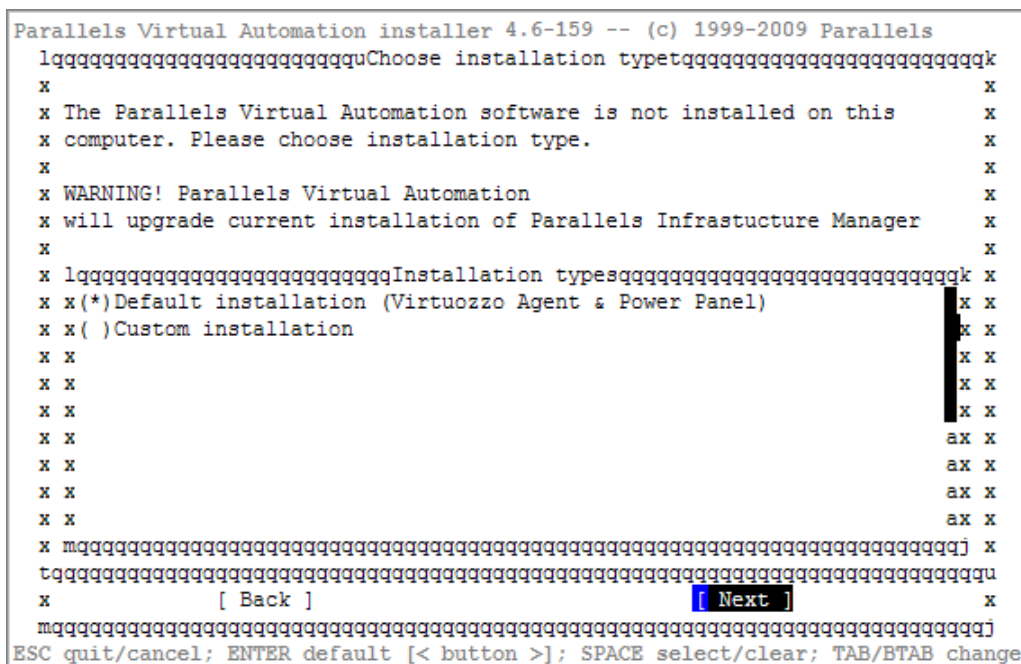 Parallels Virtual Automation installer 4.6-159 -- (c) 1999-2009 Parallels
lqqqqqqqqqqqqqqqqqqqqqqqquChoose installation typetqqqqqqqqqqqqqqqqqqqqqqqqk
x x
x The Parallels Virtual Automation software is not installed on this x
x computer. Please choose installation type. x
x x
x WARNING! Parallels Virtual Automation x
x will upgrade current installation of Parallels Infrastucture Manager x
x x
x lqqqqqqqqqqqqqqqqqqqqqqqqqInstallation typesqqqqqqqqqqqqqqqqqqqqqqqqqqqk x
x x(*)Default installation (Virtuozzo Agent & Power Panel) x x
x x( )Custom installation x x
x x x x
x x x x
x x x x
x x ax x
x x ax x
x x ax x
x x ax x
x mqqqqqqqqqqqqqqqqqqqqqqqqqqqqqqqqqqqqqqqqqqqqqqqqqqqqqqqqqqqqqqqqqqqqqqj x
tqqqqqqqqqqqqqqqqqqqqqqqqqqqqqqqqqqqqqqqqqqqqqqqqqqqqqqqqqqqqqqqqqqqqqqqqqqu
x [ Back ] [ Next ] x
mqqqqqqqqqqqqqqqqqqqqqqqqqqqqqqqqqqqqqqqqqqqqqqqqqqqqqqqqqqqqqqqqqqqqqqqqqqj
ESC quit/cancel; ENTER default [< button >]; SPACE select/clear; TAB/BTAB change